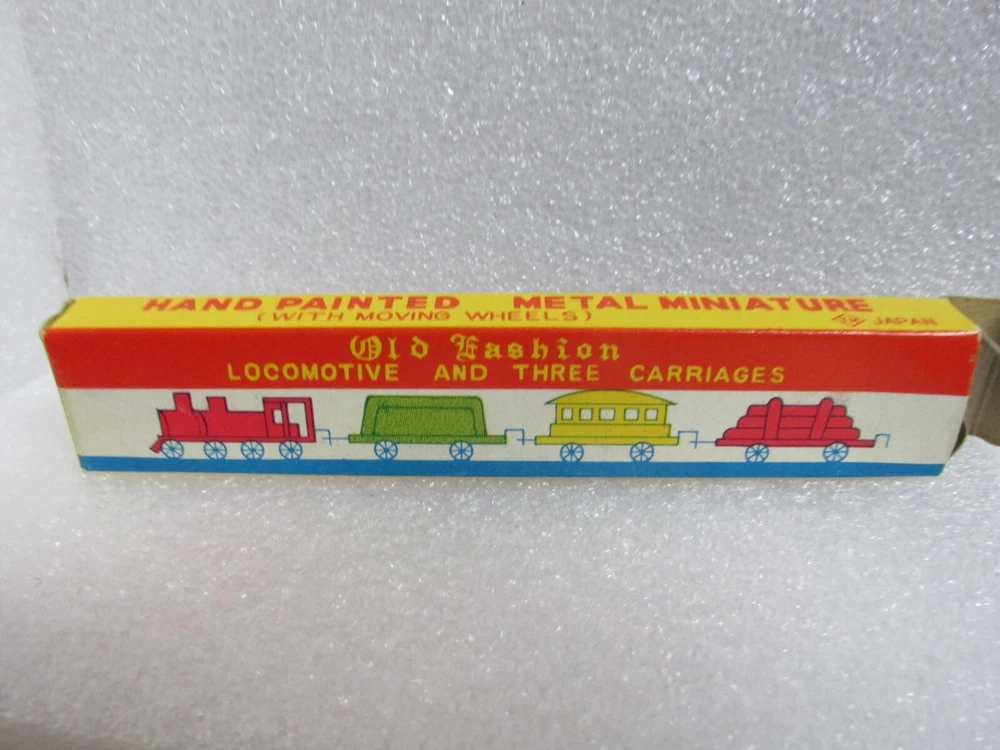 HAND PAINTED METAL MINIATURE
(WITH MOVING WHEELS)
JAPAN
Old Fashion
LOCOMOTIVE AND THREE CARRIAGES